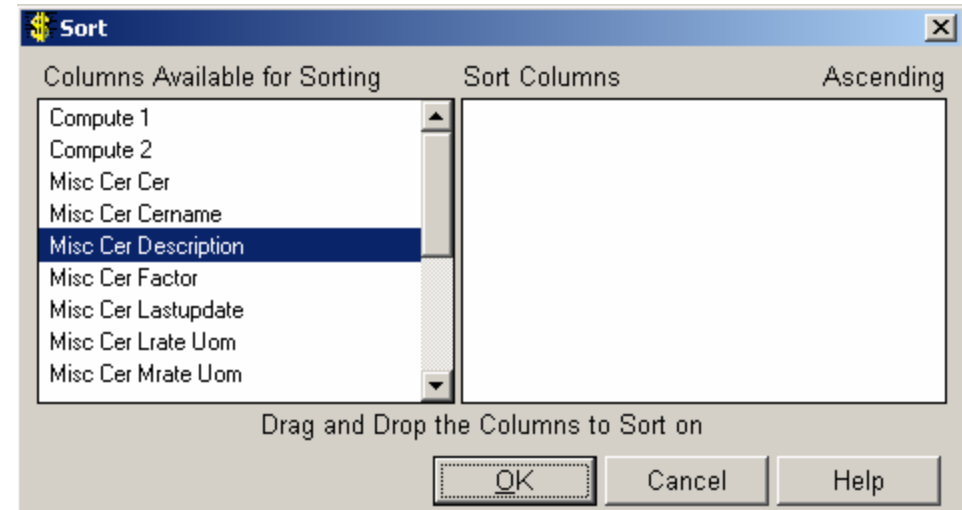 Sort
Columns Available for Sorting
Sort Columns
Ascending
Compute 1
Compute 2
Misc Cer Cer
Misc Cer Cername
Misc Cer Description
Misc Cer Factor
Misc Cer Lastupdate
Misc Cer Lrate Uom
Misc Cer Mrate Uom
Drag and Drop the Columns to Sort on
OK
Cancel
Help